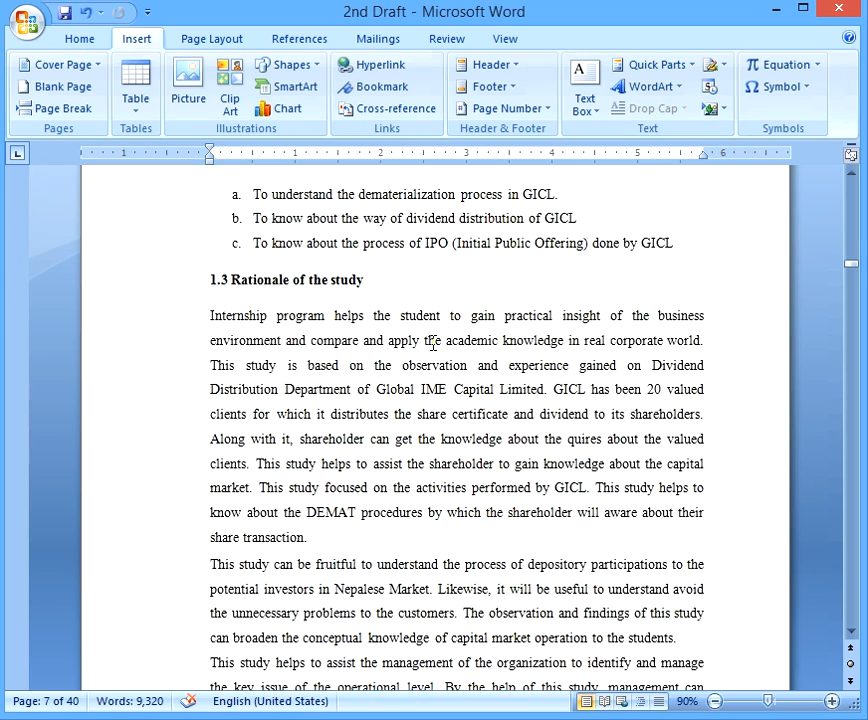 2nd Draft - Microsoft Word
Home Insert Page Layout References Mailings Review View
Cover Page
Blank Page
Page Break
Pages
Table
Tables
Picture
Clip Art
Shapes
SmartArt
Chart
Illustrations
Hyperlink
Bookmark
Cross-reference
Links
Header
Footer
Page Number
Header & Footer
Text Box
Quick Parts
WordArt
Drop Cap
Text
Equation
Symbol
Symbols
1 1 2 3 4 5 6
a. To understand the dematerialization process in GICL.
b. To know about the way of dividend distribution of GICL
c. To know about the process of IPO (Initial Public Offering) done by GICL
1.3 Rationale of the study
Internship program helps the student to gain practical insight of the business
environment and compare and apply the academic knowledge in real corporate world.
This study is based on the observation and experience gained on Dividend
Distribution Department of Global IME Capital Limited. GICL has been 20 valued
clients for which it distributes the share certificate and dividend to its shareholders.
Along with it, shareholder can get the knowledge about the quires about the valued
clients. This study helps to assist the shareholder to gain knowledge about the capital
market. This study focused on the activities performed by GICL. This study helps to
know about the DEMAT procedures by which the shareholder will aware about their
share transaction.
This study can be fruitful to understand the process of depository participations to the
potential investors in Nepalese Market. Likewise, it will be useful to understand avoid
the unnecessary problems to the customers. The observation and findings of this study
can broaden the conceptual knowledge of capital market operation to the students.
This study helps to assist the management of the organization to identify and manage
the key issue of the operational level. By the help of this study, management can
Page: 7 of 40 Words: 9,320 English (United States) 90%